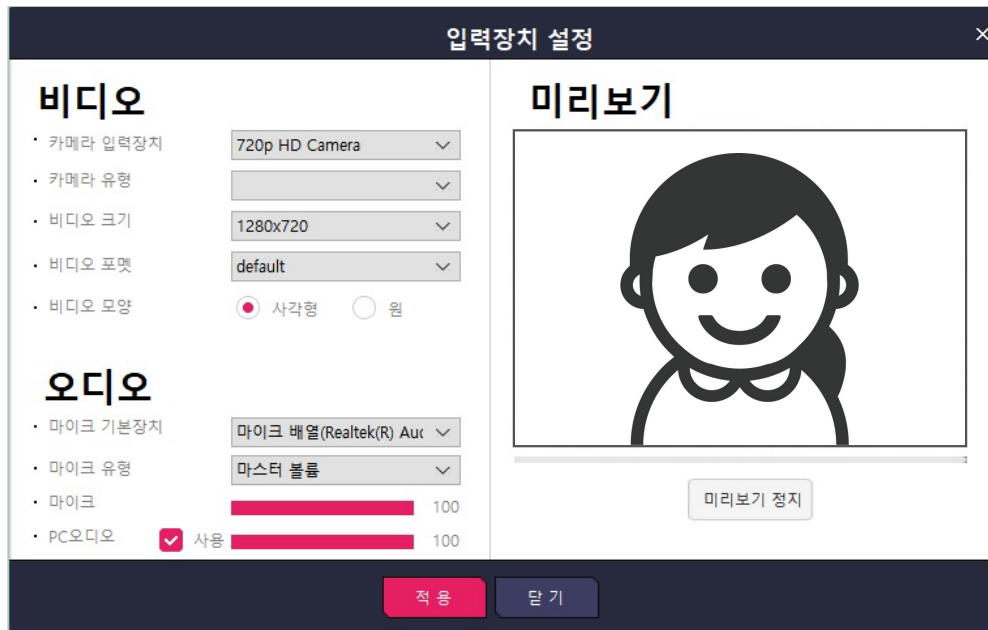 입력장치 설정
비디오
카메라 입력장치 720p HD Camera
카메라 유형
비디오 크기 1280x720
비디오 포멧 default
비디오 모양 사각형 원
오디오
마이크 기본장치 마이크 배열(Realtek(R) Auc
마이크 유형 마스터 볼륨
마이크 100
PC오디오 사용 100
미리보기
미리보기 정지
적 용 닫 기